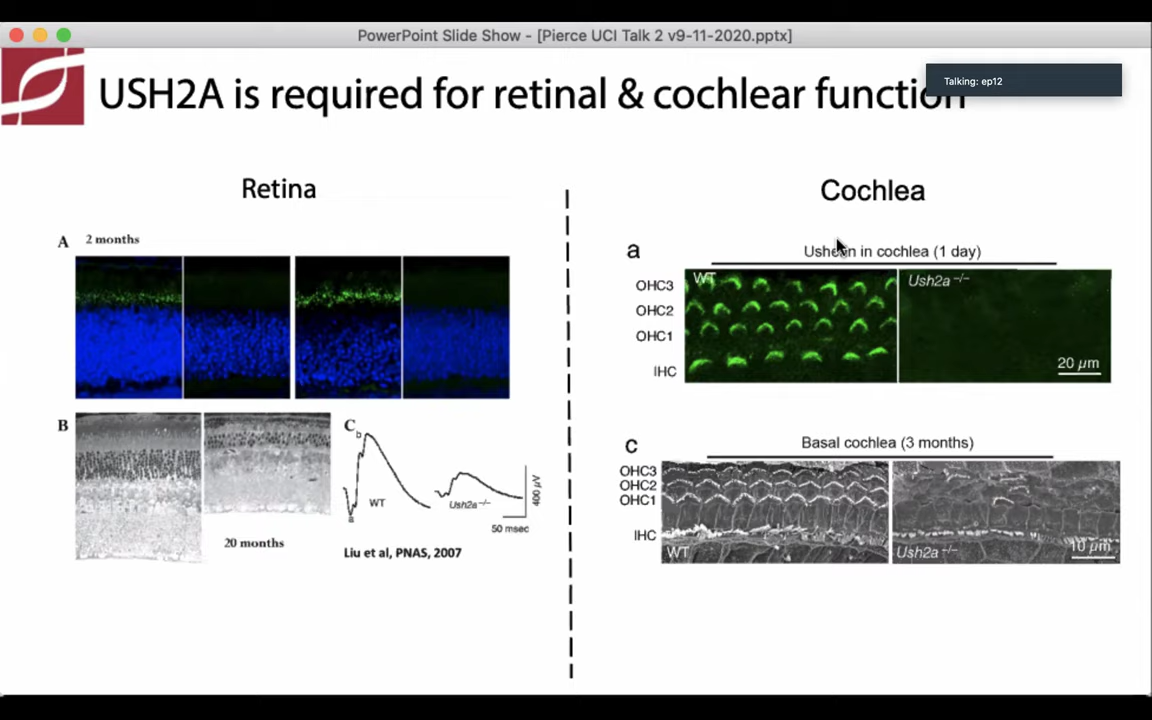 PowerPoint Slide Show - [Pierce UCI Talk 2 v9-11-2020.pptx]
USH2A is required for retinal & cochlear function
Talking: ep12
Retina
A 2 months
B
C
b
a
WT
Ush2a⁻/⁻
400 µV
50 msec
20 months
Liu et al, PNAS, 2007
Cochlea
a
in cochlea (1 day)
OHC3
OHC2
OHC1
IHC
WT
Ush2a⁻/⁻
20 µm
c
Basal cochlea (3 months)
OHC3
OHC2
OHC1
IHC
WT
Ush2a⁻/⁻
10 µm